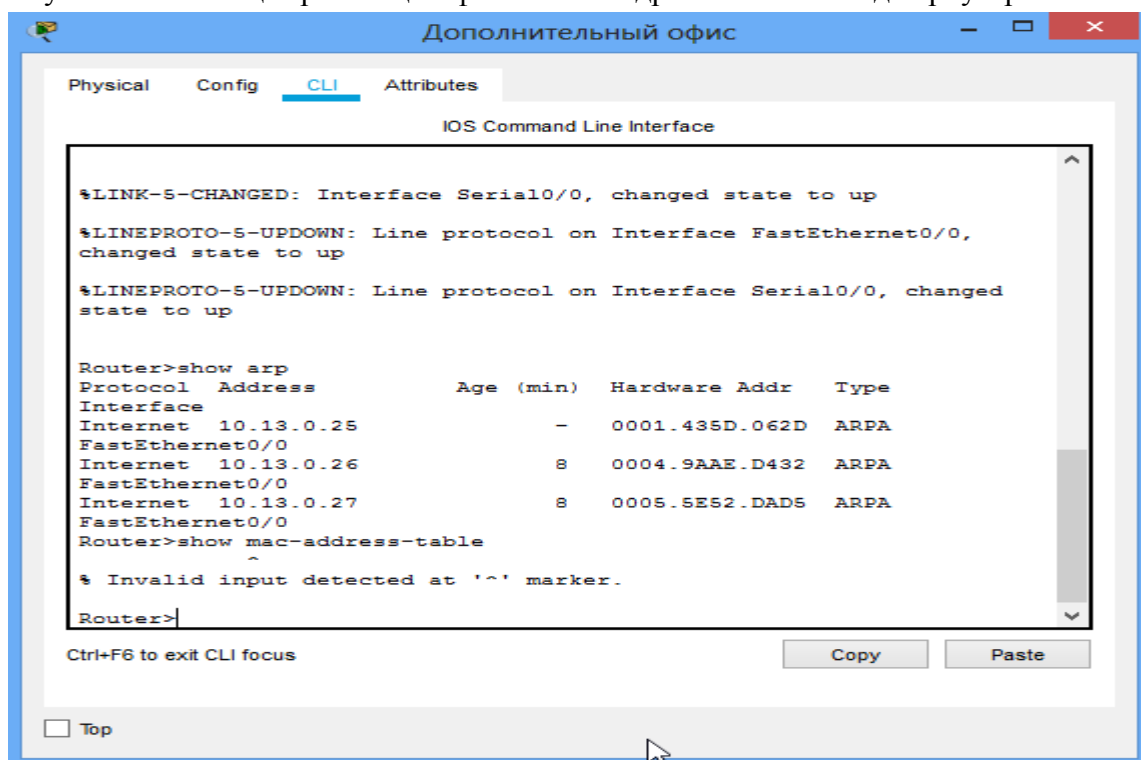 Дополнительный офис
Physical Config CLI Attributes
IOS Command Line Interface
%LINK-5-CHANGED: Interface Serial0/0, changed state to up
%LINEPROTO-5-UPDOWN: Line protocol on Interface FastEthernet0/0,
changed state to up
%LINEPROTO-5-UPDOWN: Line protocol on Interface Serial0/0, changed
state to up
Router>show arp
Protocol Address Age (min) Hardware Addr Type
Interface
Internet 10.13.0.25 - 0001.435D.062D ARPA
FastEthernet0/0
Internet 10.13.0.26 8 0004.9AAE.D432 ARPA
FastEthernet0/0
Internet 10.13.0.27 8 0005.5E52.DAD5 ARPA
FastEthernet0/0
Router>show mac-address-table
^
% Invalid input detected at '^' marker.
Router>
Ctrl+F6 to exit CLI focus
Copy Paste
Top